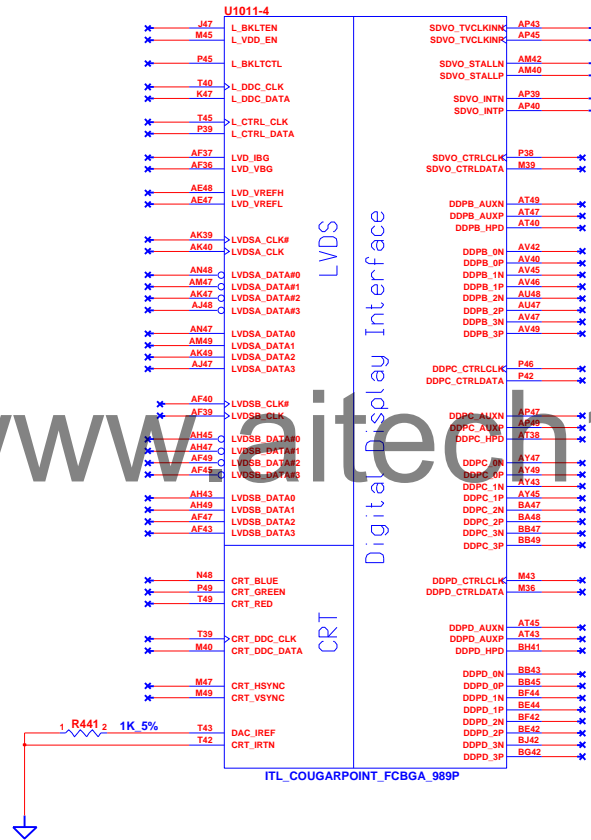 U1011-4
J47 L_BKLTEN SDVO_TVCLKINN AP43
M45 L_VDD_EN SDVO_TVCLKINP AP45
P45 L_BKLTCTL SDVO_STALLN AM42
SDVO_STALLP AM40
T40 L_DDC_CLK
K47 L_DDC_DATA SDVO_INTN AP39
SDVO_INTP AP40
T45 L_CTRL_CLK
P39 L_CTRL_DATA
AF37 LVD_IBG SDVO_CTRLCLK P38
AF36 LVD_VBG SDVO_CTRLDATA M39
AE48 LVD_VREFH
AE47 LVD_VREFL DDPB_AUXN AT49
DDPB_AUXP AT47
DDPB_HPD AT40
LVDS
Digital Display Interface
AK39 LVDSA_CLK#
AK40 LVDSA_CLK DDPB_0N AV42
DDPB_0P AV40
AN48 LVDSA_DATA#0 DDPB_1N AV45
AM47 LVDSA_DATA#1 DDPB_1P AV46
AK47 LVDSA_DATA#2 DDPB_2N AU48
AJ48 LVDSA_DATA#3 DDPB_2P AU47
DDPB_3N AV47
AN47 LVDSA_DATA0 DDPB_3P AV49
AM49 LVDSA_DATA1
AK49 LVDSA_DATA2
AJ47 LVDSA_DATA3 DDPC_CTRLCLK P46
DDPC_CTRLDATA P42
AF40 LVDSB_CLK#
AF39 LVDSB_CLK DDPC_AUXN AP47
DDPC_AUXP AP49
AH45 LVDSB_DATA#0 DDPC_HPD AT38
AH47 LVDSB_DATA#1
AF49 LVDSB_DATA#2 DDPC_0N AY47
AF45 LVDSB_DATA#3 DDPC_0P AY49
www.aitech
DDPC_1N AY43
AH43 LVDSB_DATA0 DDPC_1P AY45
AH49 LVDSB_DATA1 DDPC_2N BA47
AF47 LVDSB_DATA2 DDPC_2P BA48
AF43 LVDSB_DATA3 DDPC_3N BB47
DDPC_3P BB49
N48 CRT_BLUE DDPD_CTRLCLK M43
P49 CRT_GREEN DDPD_CTRLDATA M36
T49 CRT_RED
CRT
DDPD_AUXN AT45
T39 CRT_DDC_CLK DDPD_AUXP AT43
M40 CRT_DDC_DATA DDPD_HPD BH41
DDPD_0N BB43
M47 CRT_HSYNC DDPD_0P BB45
M49 CRT_VSYNC DDPD_1N BF44
DDPD_1P BE44
DDPD_2N BF42
1 R441 2 1K_5% T43 DAC_IREF DDPD_2P BE42
T42 CRT_IRTN DDPD_3N BJ42
DDPD_3P BG42
ITL_COUGARPOINT_FCBGA_989P